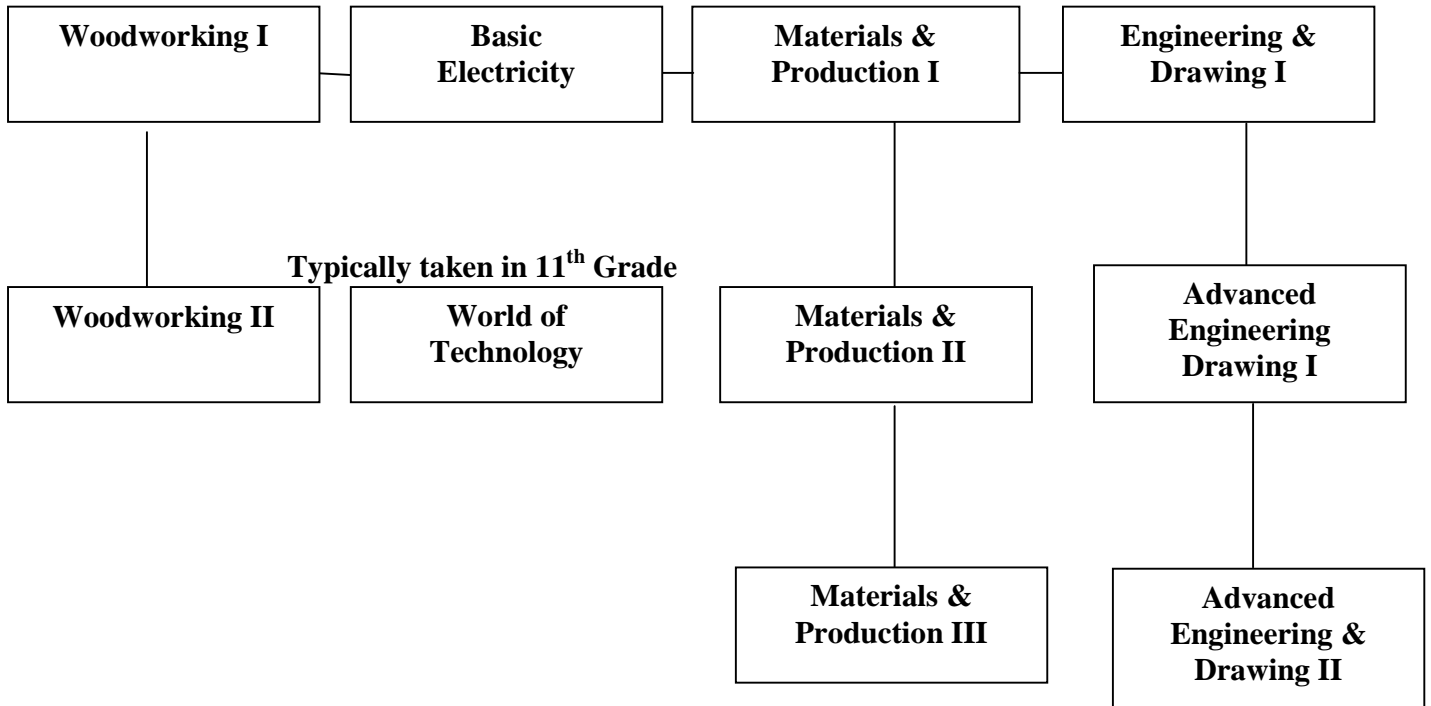 Woodworking I
Basic
Electricity
Materials &
Production I
Engineering &
Drawing I
Typically taken in 11th Grade
Woodworking II
World of
Technology
Materials &
Production II
Advanced
Engineering
Drawing I
Materials &
Production III
Advanced
Engineering &
Drawing II